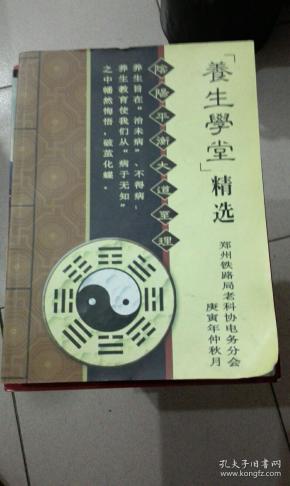 「養生學堂」精选
郑州铁路局老科协电务分会
庚寅年仲秋月
陰陽平衡大道至理
养生旨在“治未病”、不得病；
养生教育使我们从“病于无知”
之中幡然悔悟，破茧化蝶。
孔夫子旧书网